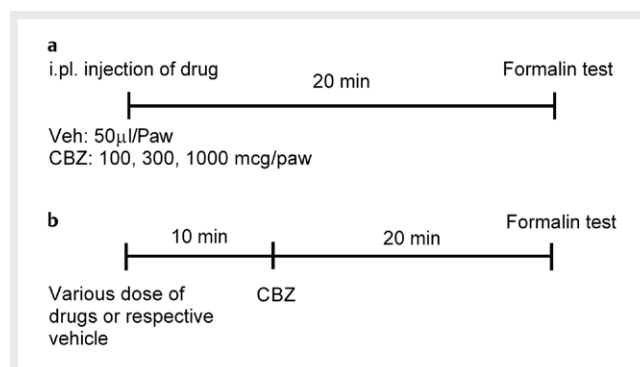 a
i.pl. injection of drug
20 min
Formalin test
Veh: 50µl/Paw
CBZ: 100, 300, 1000 mcg/paw
b
10 min
20 min
Formalin test
Various dose of
drugs or respective
vehicle
CBZ